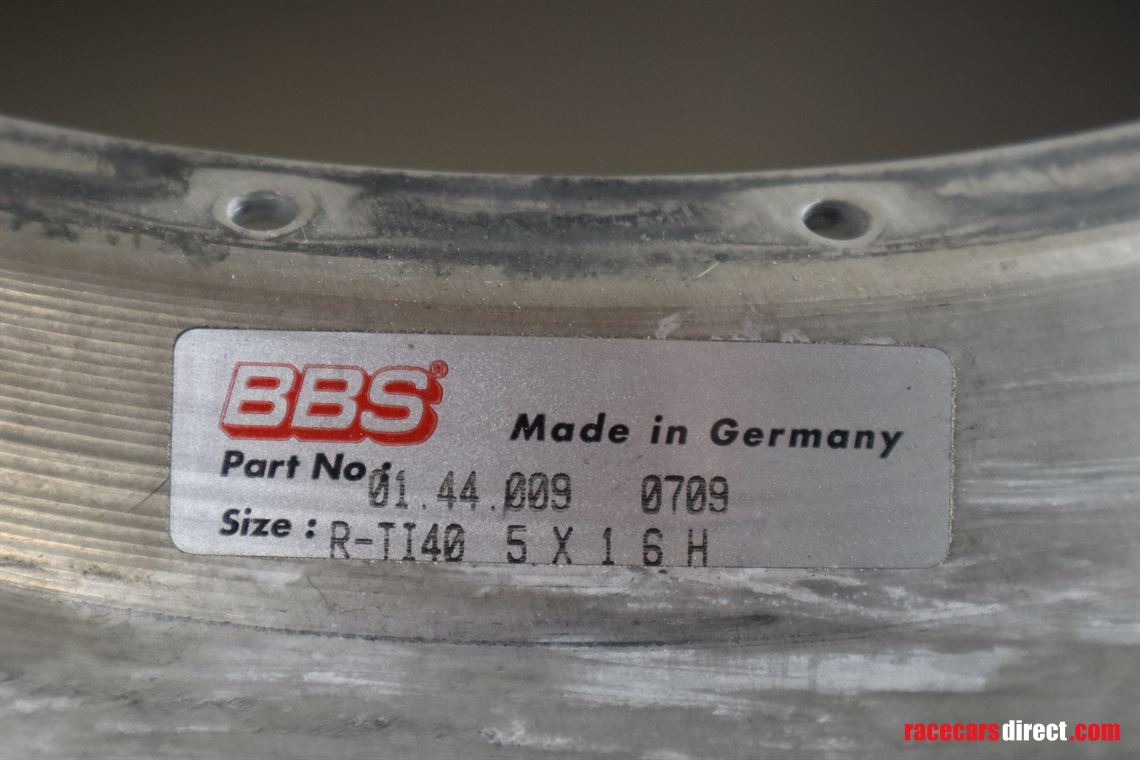 BBS®
Made in Germany
Part No : 01.44.009 0709
Size : R-TI40 5 X 1 6 H
racecarsdirect.com